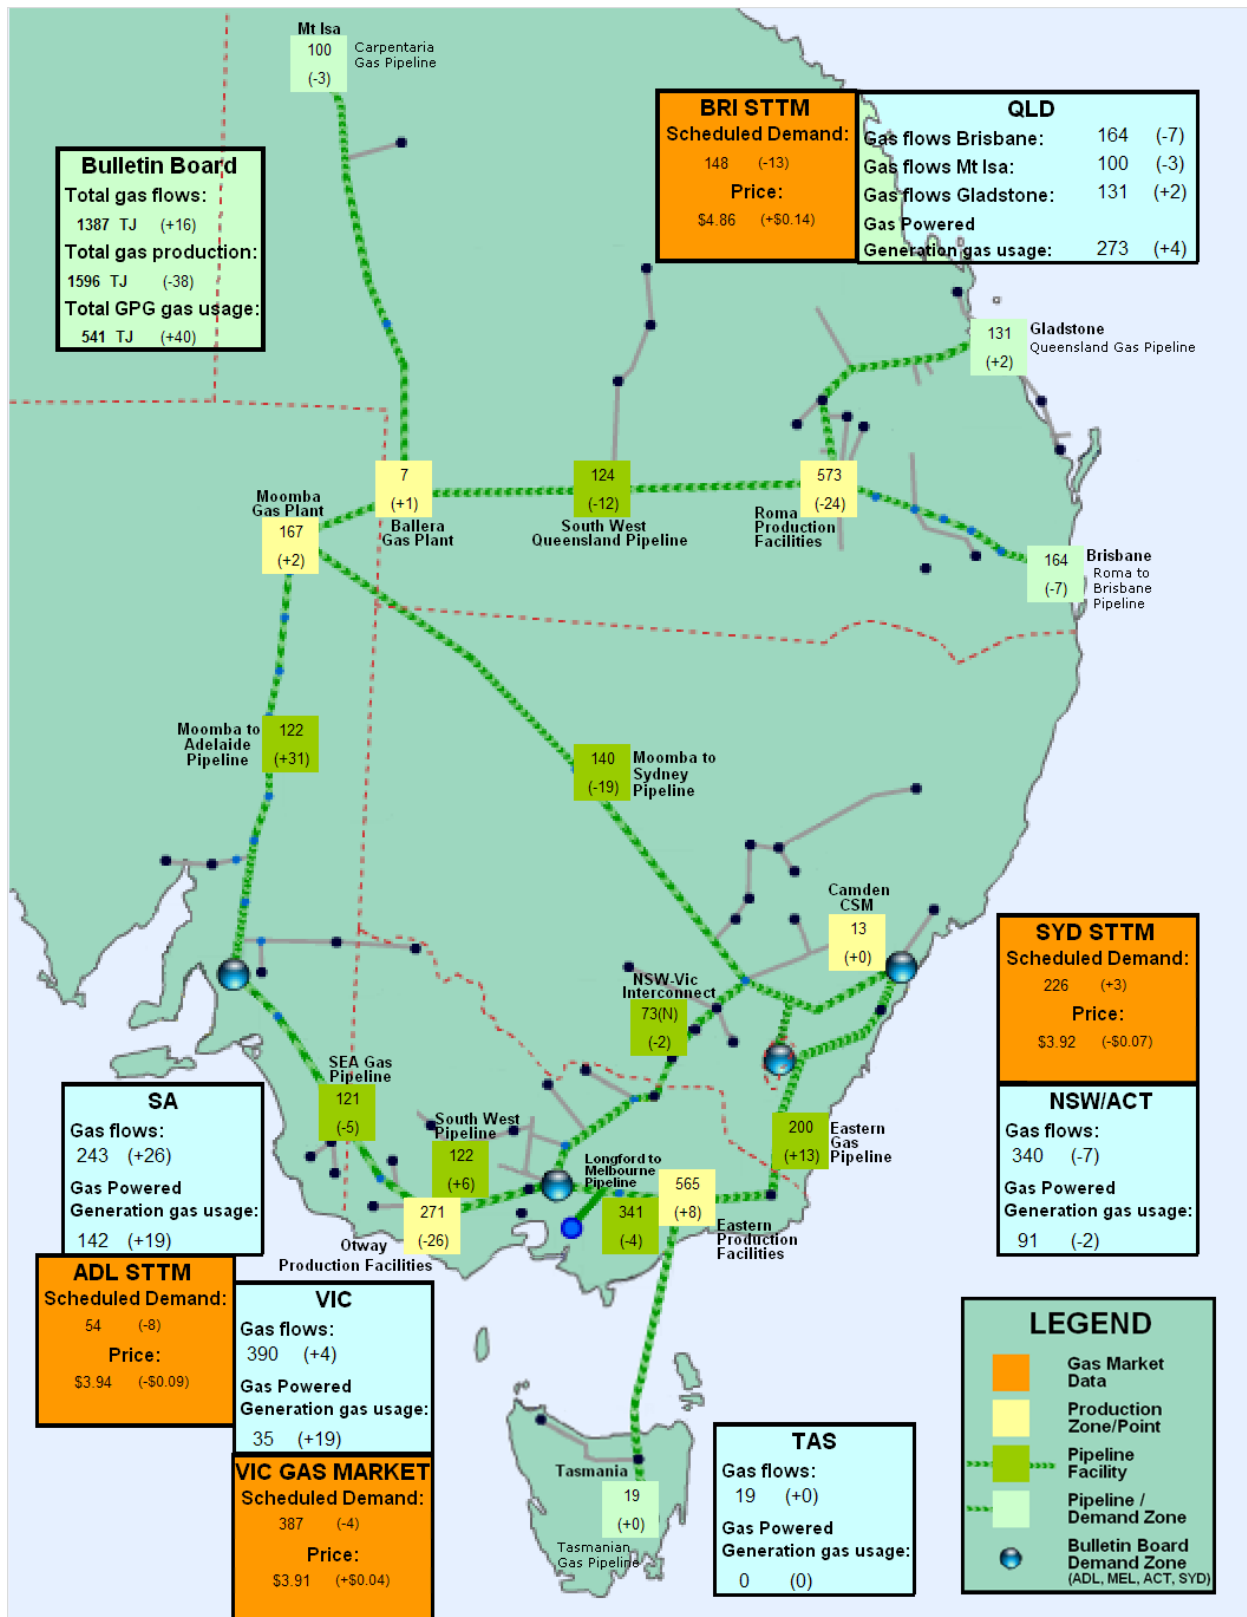 Mt Isa
100
(-3)
Carpentaria
Gas Pipeline
Bulletin Board
Total gas flows:
1387 TJ (+16)
Total gas production:
1596 TJ (-38)
Total GPG gas usage:
541 TJ (+40)
BRI STTM
Scheduled Demand:
148 (-13)
Price:
$4.86 (+$0.14)
QLD
Gas flows Brisbane: 164 (-7)
Gas flows Mt Isa: 100 (-3)
Gas flows Gladstone: 131 (+2)
Gas Powered
Generation gas usage: 273 (+4)
131
(+2)
Gladstone
Queensland Gas Pipeline
7
(+1)
Ballera
Gas Plant
124
(-12)
South West
Queensland Pipeline
573
(-24)
Roma
Production
Facilities
Moomba
Gas Plant
167
(+2)
164
(-7)
Brisbane
Roma to
Brisbane
Pipeline
Moomba to
Adelaide
Pipeline
122
(+31)
140
(-19)
Moomba to
Sydney
Pipeline
Camden
CSM
13
(+0)
NSW-Vic
Interconnect
73(N)
(-2)
SYD STTM
Scheduled Demand:
226 (+3)
Price:
$3.92 (-$0.07)
NSW/ACT
Gas flows:
340 (-7)
Gas Powered
Generation gas usage:
91 (-2)
SEA Gas
Pipeline
121
(-5)
South West
Pipeline
122
(+6)
Longford to
Melbourne
Pipeline
341
(-4)
565
(+8)
Eastern
Production
Facilities
200
(+13)
Eastern
Gas
Pipeline
271
(-26)
Otway
Production Facilities
SA
Gas flows:
243 (+26)
Gas Powered
Generation gas usage:
142 (+19)
ADL STTM
Scheduled Demand:
54 (-8)
Price:
$3.94 (-$0.09)
VIC
Gas flows:
390 (+4)
Gas Powered
Generation gas usage:
35 (+19)
VIC GAS MARKET
Scheduled Demand:
387 (-4)
Price:
$3.91 (+$0.04)
Tasmania
19
(+0)
Tasmanian
Gas Pipeline
TAS
Gas flows:
19 (+0)
Gas Powered
Generation gas usage:
0 (0)
LEGEND
Gas Market
Data
Production
Zone/Point
Pipeline
Facility
Pipeline /
Demand Zone
Bulletin Board
Demand Zone
(ADL, MEL, ACT, SYD)